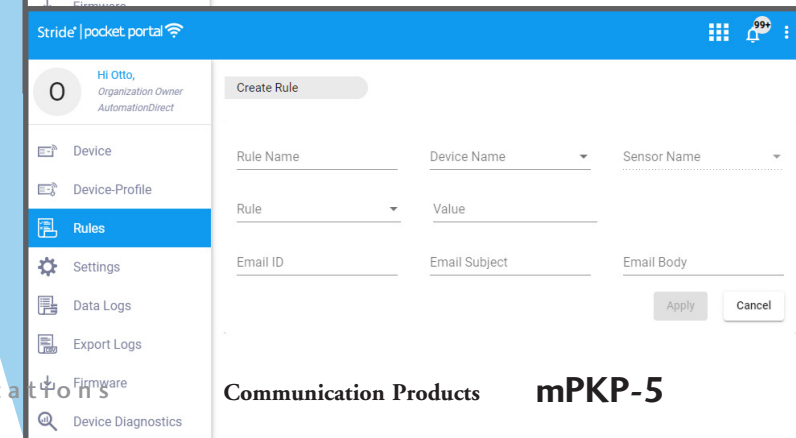 Firmware
Stride® | pocket portal
99+
O
Hi Otto,
Organization Owner
AutomationDirect
Create Rule
Device
Device-Profile
Rules
Settings
Data Logs
Export Logs
Firmware
Device Diagnostics
Rule Name Device Name Sensor Name
Rule Value
Email ID Email Subject Email Body
Apply Cancel
a t i o n s
Communication Products mPKP-5